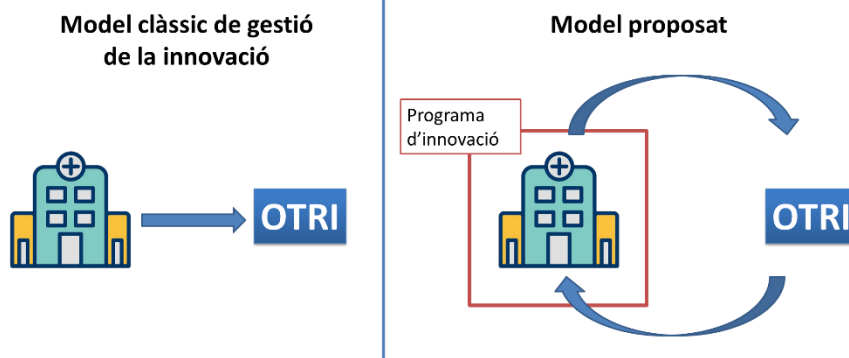 Model clàssic de gestió
de la innovació
OTRI
Model proposat
Programa
d’innovació
OTRI